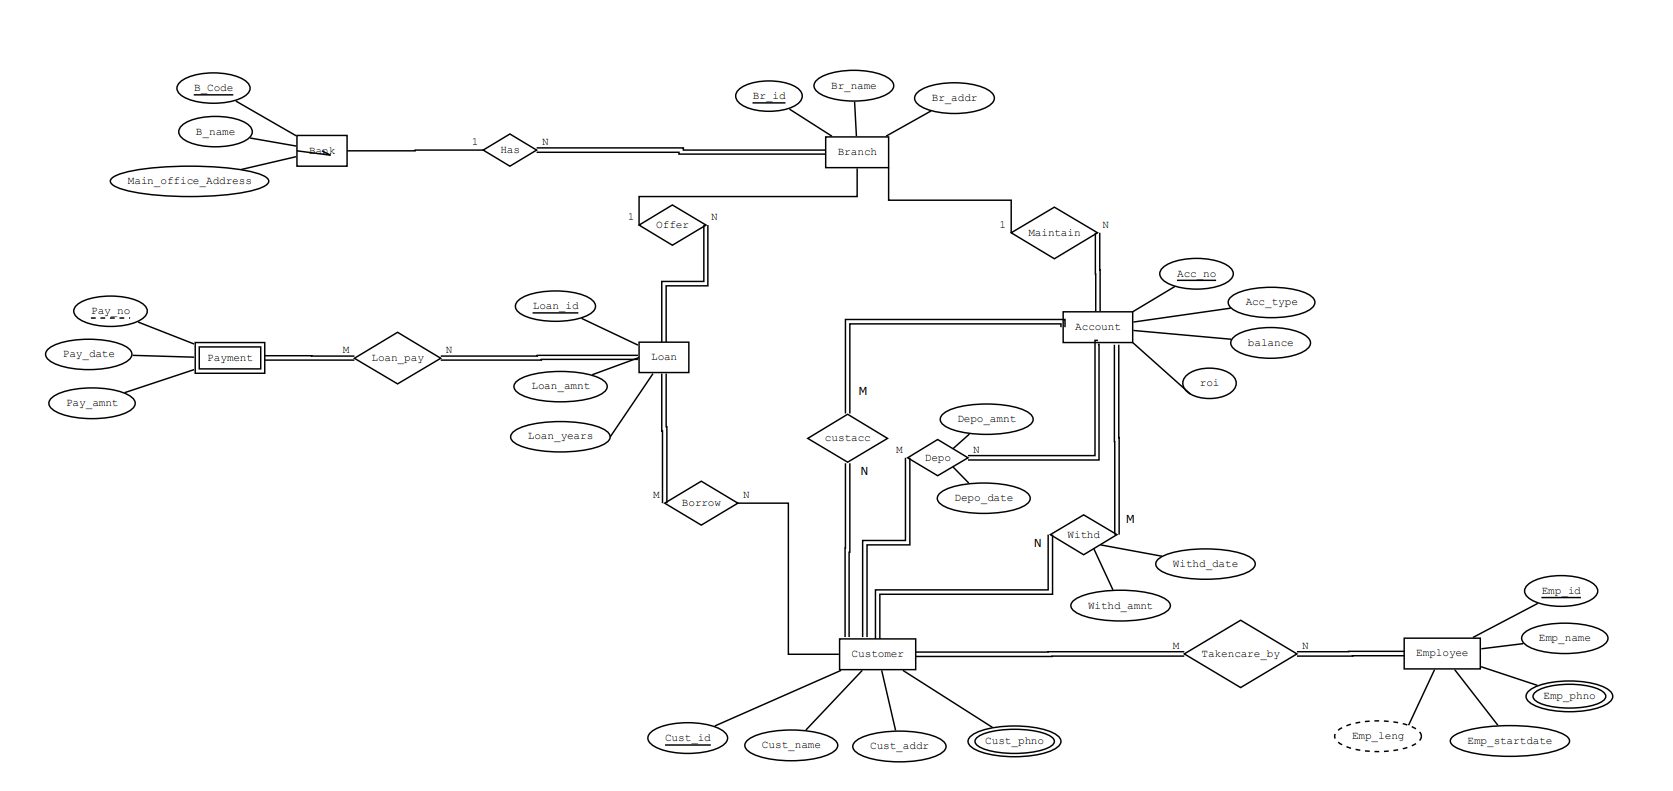 B_Code
B_name
Main_office_Address
Bank
1
Has
N
Br_id
Br_name
Br_addr
Branch
1
Offer
N
1
Maintain
N
Acc_no
Acc_type
balance
roi
Account
Pay_no
Pay_date
Pay_amnt
Payment
M
Loan_pay
N
Loan_id
Loan
Loan_amnt
Loan_years
M
custacc
N
Depo_amnt
M
Depo
N
Depo_date
M
Borrow
N
M
N
Withd
Withd_date
Withd_amnt
Customer
M
Takencare_by
N
Employee
Emp_id
Emp_name
Emp_phno
Emp_leng
Emp_startdate
Cust_id
Cust_name
Cust_addr
Cust_phno